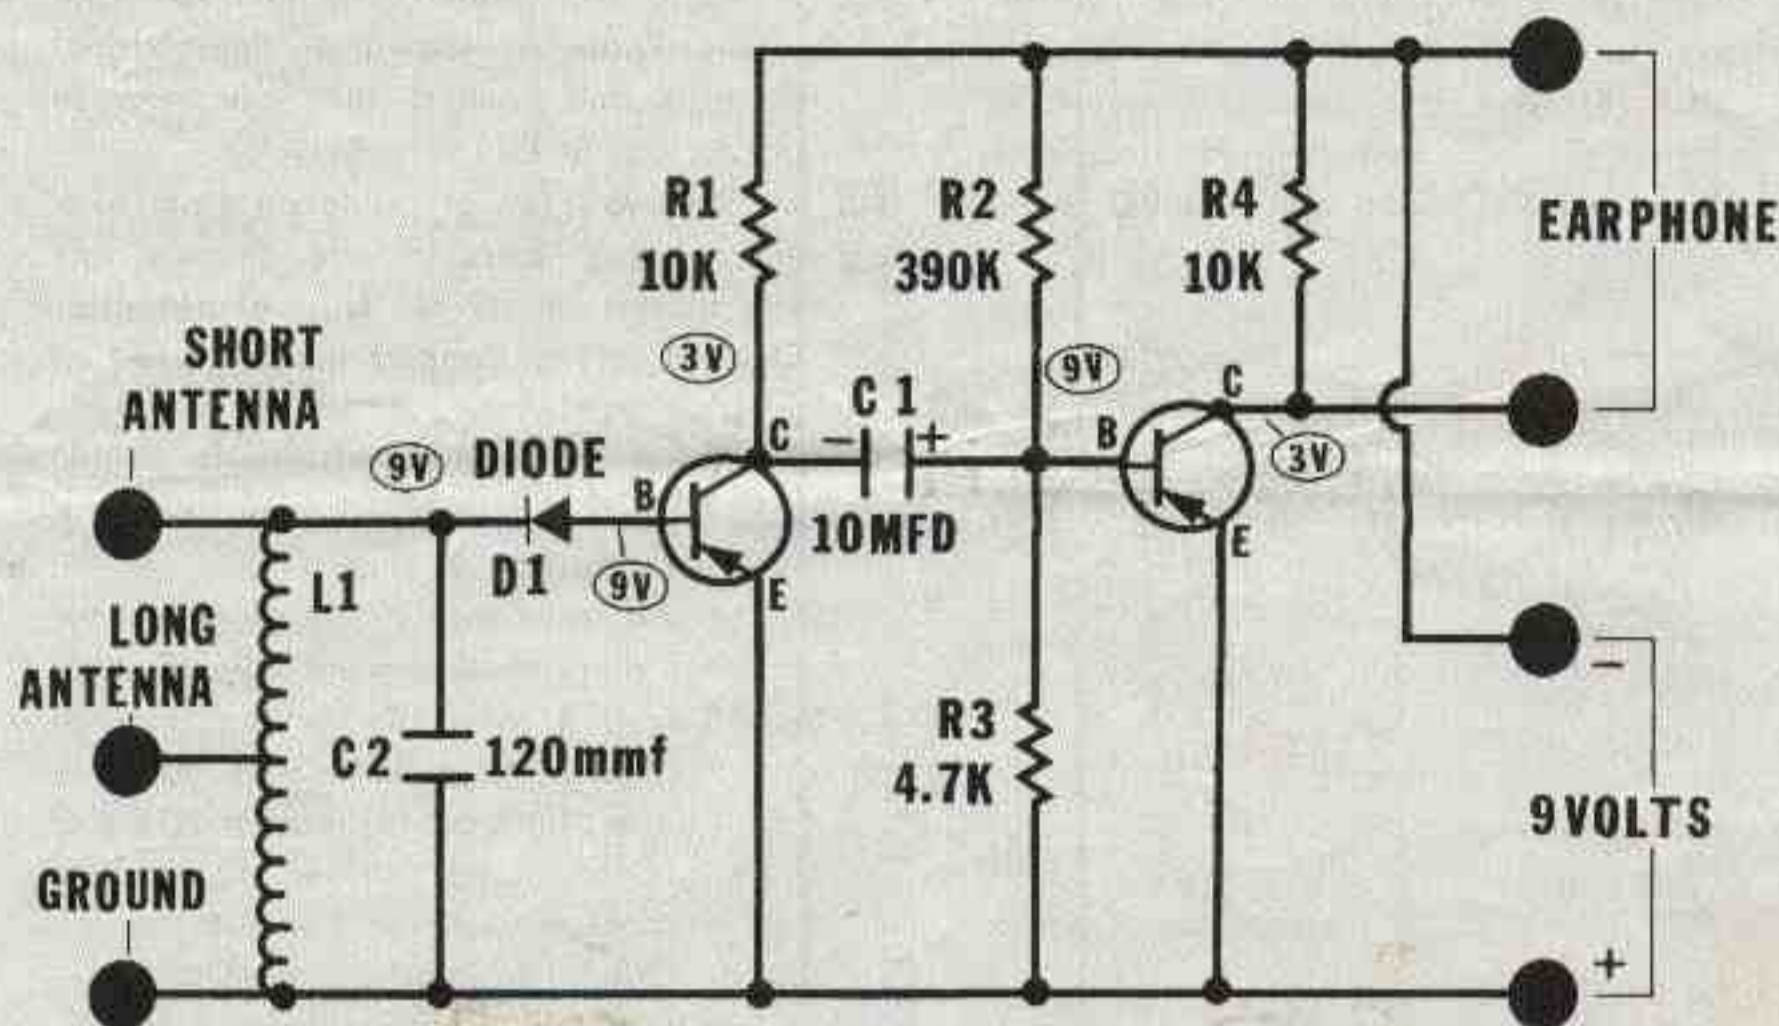 R1
10K
R2
390K
R4
10K
EARPHONE
3V
9V
SHORT
ANTENNA
C 1
C
- +
B
C
3V
9V
DIODE
B
10MFD
E
D1
9V
E
L1
LONG
ANTENNA
-
C2
120mmf
R3
4.7K
9VOLTS
GROUND
+